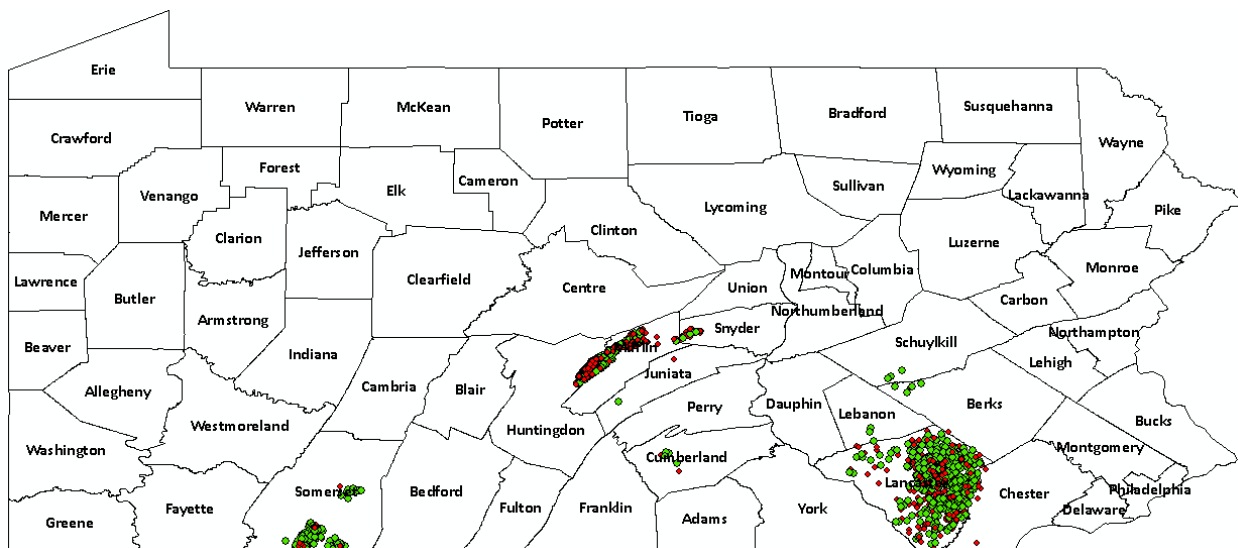 Erie
Warren
McKean
Potter
Tioga
Bradford
Susquehanna
Crawford
Wayne
Forest
Wyoming
Venango
Elk
Cameron
Sullivan
Lackawanna
Mercer
Lycoming
Pike
Clarion
Clinton
Jefferson
Luzerne
Lawrence
Butler
Clearfield
Centre
Union
Montour
Columbia
Monroe
Armstrong
Carbon
Northumberland
Beaver
Snyder
Northampton
Indiana
Schuylkill
Mifflin
Lehigh
Allegheny
Cambria
Blair
Juniata
Perry
Dauphin
Lebanon
Berks
Bucks
Westmoreland
Huntingdon
Washington
Cumberland
Montgomery
Somerset
Bedford
Lancaster
Chester
Philadelphia
Greene
Fayette
Fulton
Franklin
Adams
York
Delaware